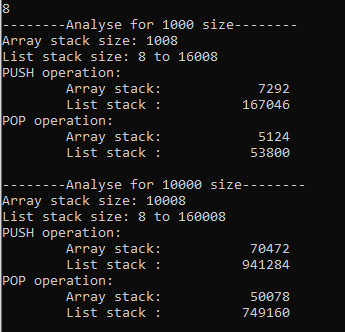 8
--------Analyse for 1000 size--------
Array stack size: 1008
List stack size: 8 to 16008
PUSH operation:
        Array stack:            7292
        List stack :          167046
POP operation:
        Array stack:            5124
        List stack :           53800

--------Analyse for 10000 size--------
Array stack size: 10008
List stack size: 8 to 160008
PUSH operation:
        Array stack:           70472
        List stack :          941284
POP operation:
        Array stack:           50078
        List stack :          749160